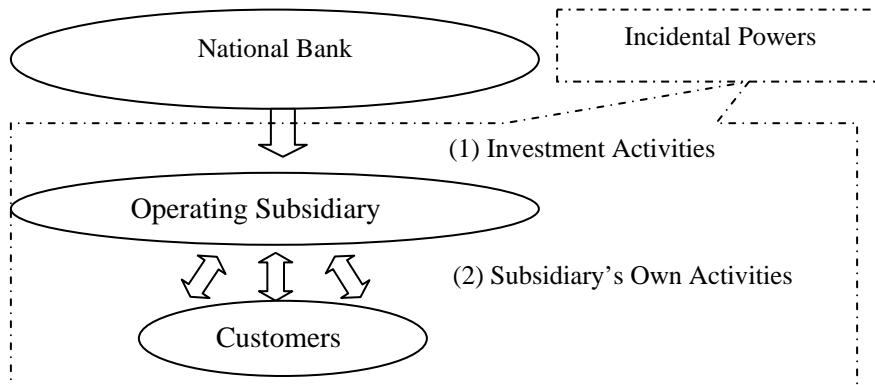 National Bank
Incidental Powers
(1) Investment Activities
Operating Subsidiary
(2) Subsidiary's Own Activities
Customers